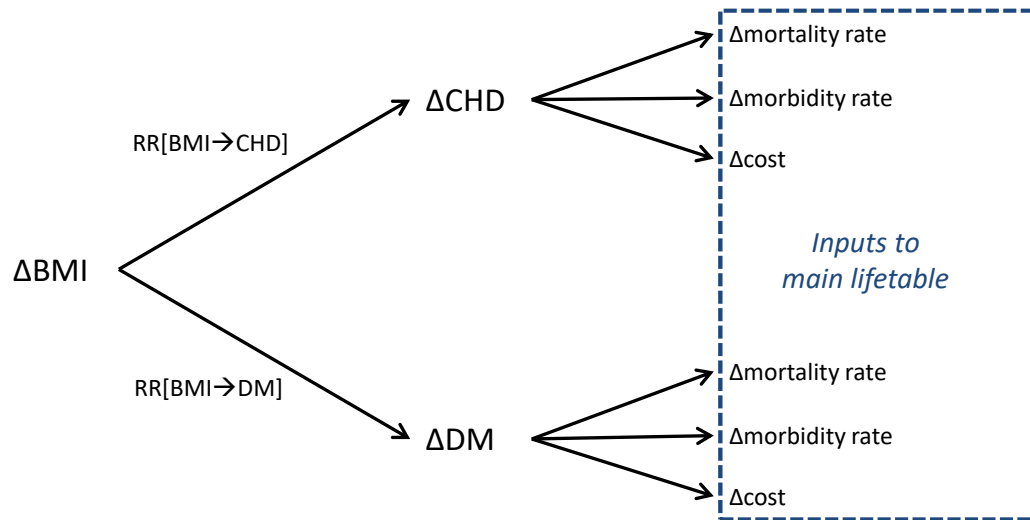 Δmortality rate
ΔCHD
Δmorbidity rate
RR[BMI→CHD]
Δcost
Inputs to
main lifetable
ΔBMI
Δmortality rate
RR[BMI→DM]
ΔDM
Δmorbidity rate
Δcost